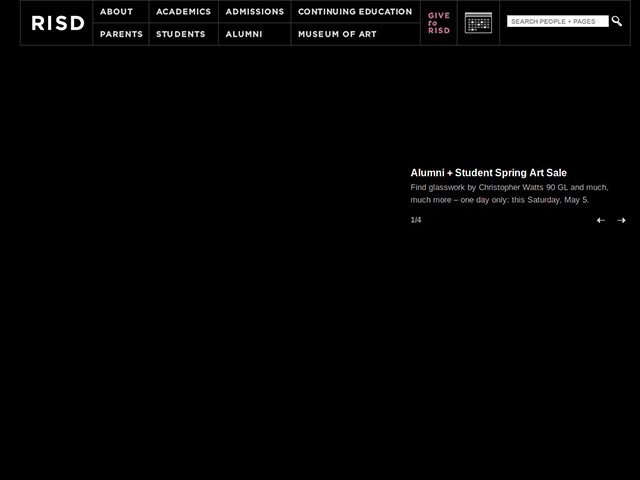 RISD
ABOUT
ACADEMICS
ADMISSIONS
CONTINUING EDUCATION
PARENTS
STUDENTS
ALUMNI
MUSEUM OF ART
GIVE
to
RISD
SEARCH PEOPLE + PAGES
Alumni + Student Spring Art Sale
Find glasswork by Christopher Watts 90 GL and much,
much more – one day only: this Saturday, May 5.
1/4